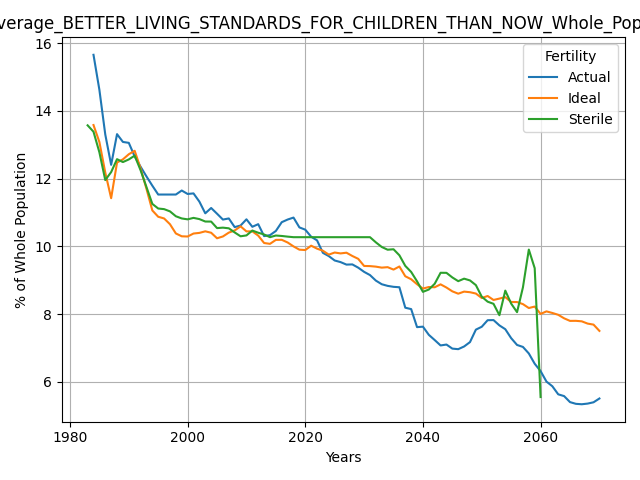 verage_BETTER_LIVING_STANDARDS_FOR_CHILDREN_THAN_NOW_Whole_Pop
16
14
12
10
8
6
% of Whole Population
Fertility
Actual
Ideal
Sterile
1980
2000
2020
2040
2060
Years